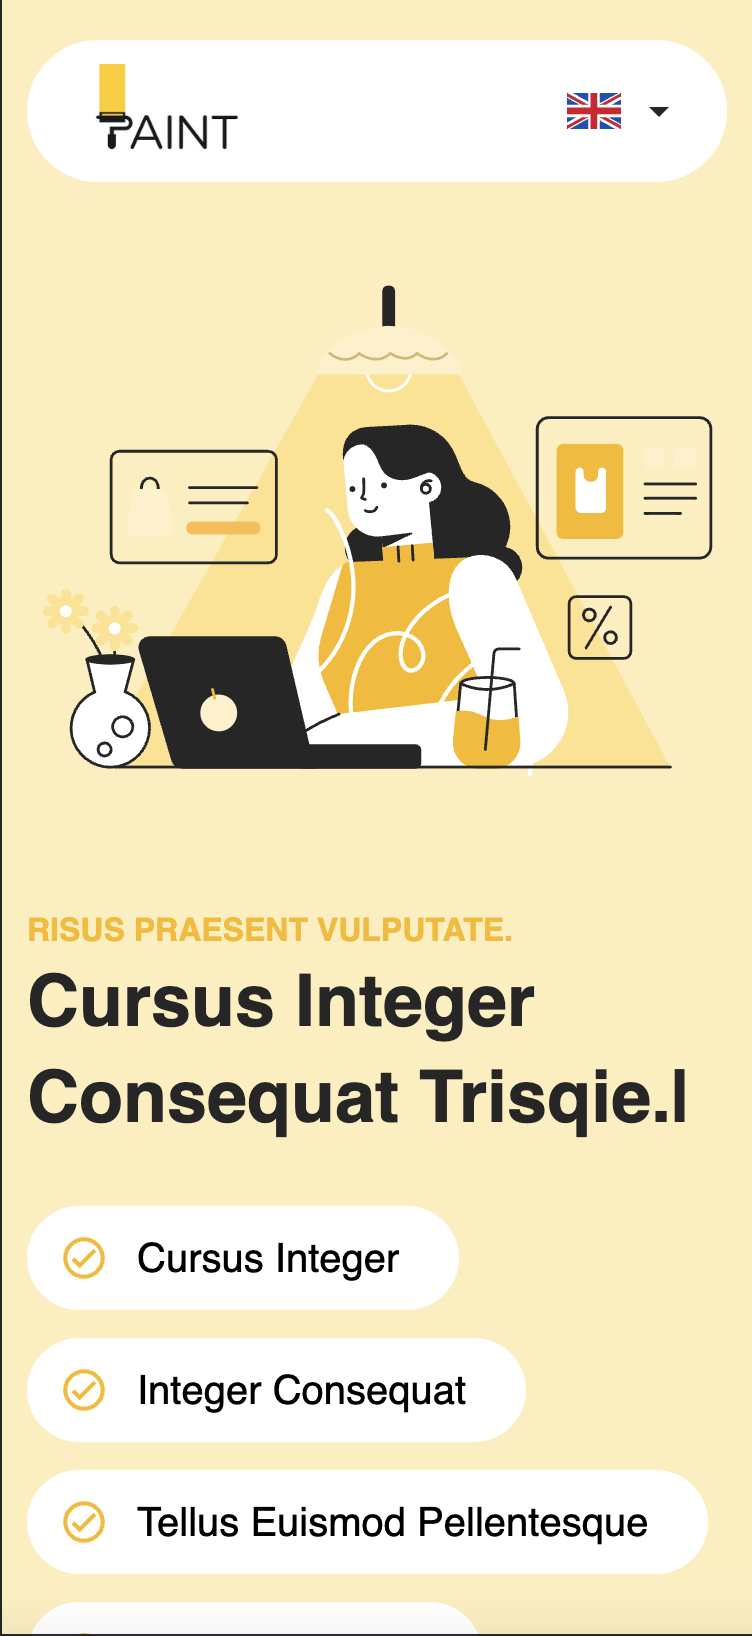 PAINT
%
RISUS PRAESENT VULPUTATE.
Cursus Integer
Consequat Trisqie.|
Cursus Integer
Integer Consequat
Tellus Euismod Pellentesque